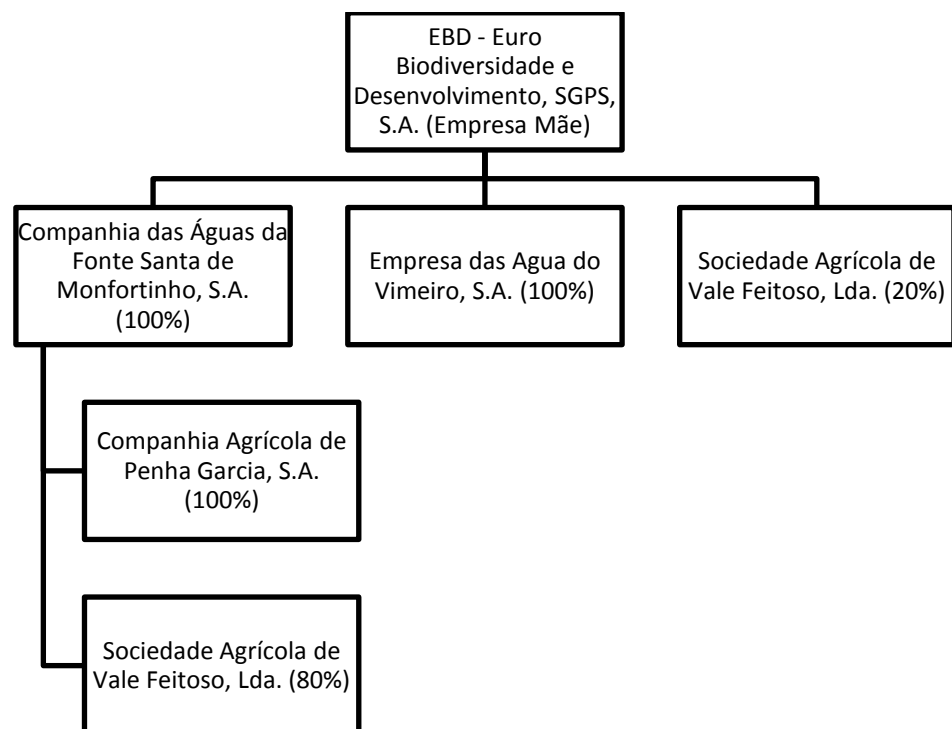 EBD - Euro
Biodiversidade e
Desenvolvimento, SGPS,
S.A. (Empresa Mãe)
Companhia das Águas da
Fonte Santa de
Monfortinho, S.A.
(100%)
Empresa das Agua do
Vimeiro, S.A. (100%)
Sociedade Agrícola de
Vale Feitoso, Lda. (20%)
Companhia Agrícola de
Penha Garcia, S.A.
(100%)
Sociedade Agrícola de
Vale Feitoso, Lda. (80%)